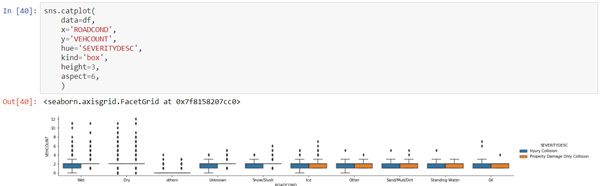 In [40]: sns.catplot(
data=df,
x='ROADCOND',
y='VEHCOUNT',
hue='SEVERITYDESC',
kind='box',
height=3,
aspect=6,
)
Out[40]: <seaborn.axisgrid.FacetGrid at 0x7f8158207cc0>
VEHCOUNT
12
10
8
6
4
2
0
Wet Dry others Unknown Snow/Slush Ice Other Sand/Mud/Dirt Standing Water Oil
ROADCOND
SEVERITYDESC
Injury Collision
Property Damage Only Collision